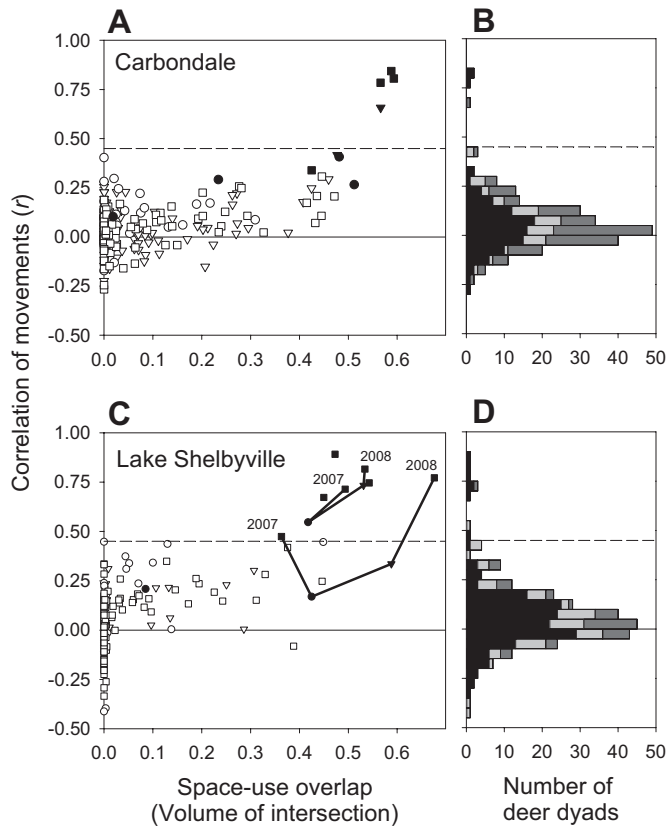 A
B
Carbondale
1.00
0.75
0.50
0.25
0.00
-0.25
-0.50
0.0 0.1 0.2 0.3 0.4 0.5 0.6
0 10 20 30 40 50
Correlation of movements (r)
C
D
Lake Shelbyville
2007
2008
2008
2007
1.00
0.75
0.50
0.25
0.00
-0.25
-0.50
0.0 0.1 0.2 0.3 0.4 0.5 0.6
0 10 20 30 40 50
Space-use overlap
(Volume of intersection)
Number of
deer dyads